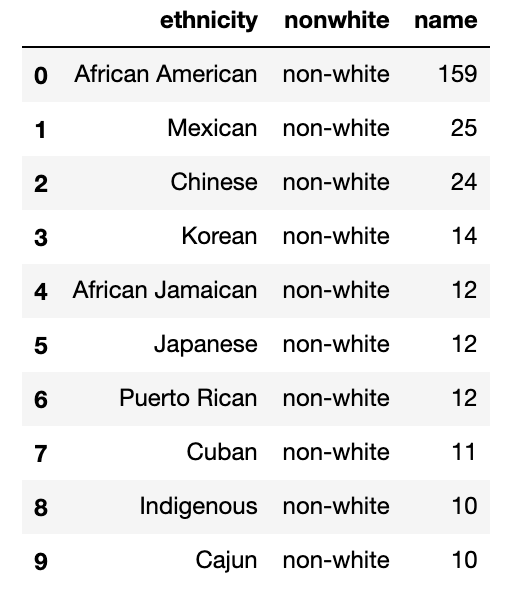 ethnicity nonwhite name
0 African American non-white 159
1 Mexican non-white 25
2 Chinese non-white 24
3 Korean non-white 14
4 African Jamaican non-white 12
5 Japanese non-white 12
6 Puerto Rican non-white 12
7 Cuban non-white 11
8 Indigenous non-white 10
9 Cajun non-white 10